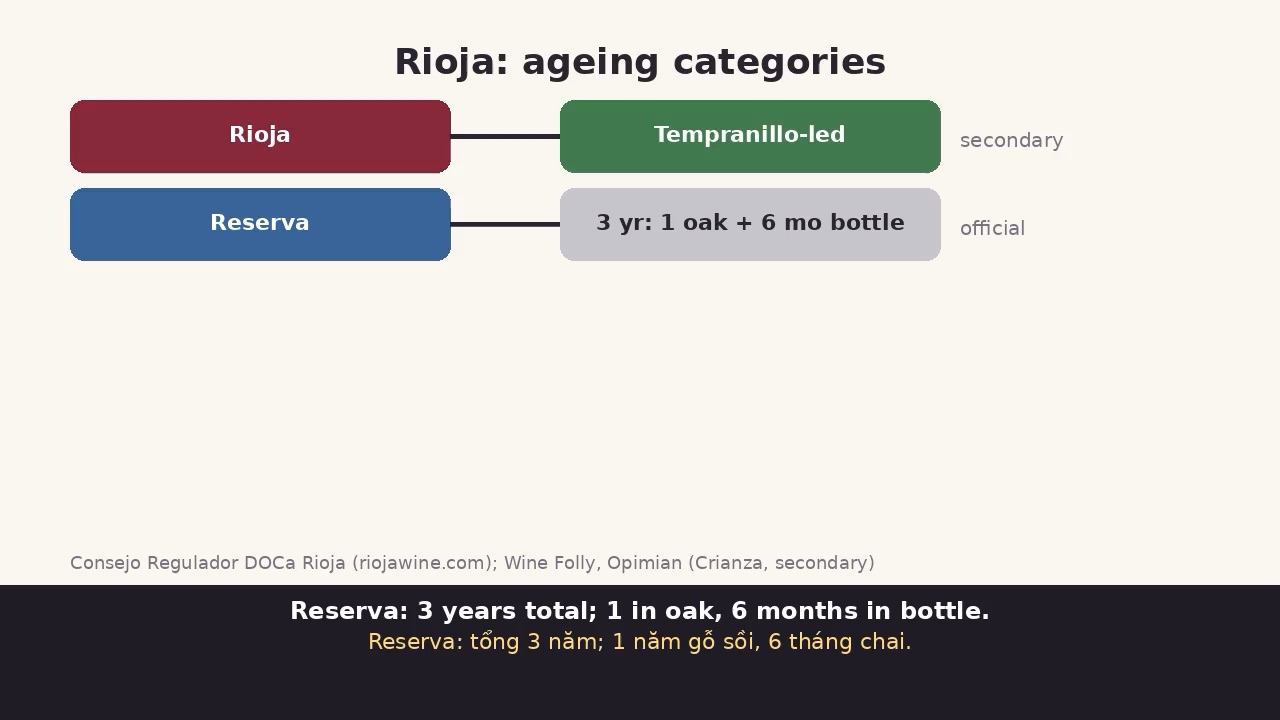 Rioja: ageing categories
Rioja
Tempranillo-led
secondary
Reserva
3 yr: 1 oak + 6 mo bottle
official
Consejo Regulador DOCa Rioja (riojawine.com); Wine Folly, Opimian (Crianza, secondary)
Reserva: 3 years total; 1 in oak, 6 months in bottle.
Reserva: tổng 3 năm; 1 năm gỗ sồi, 6 tháng chai.